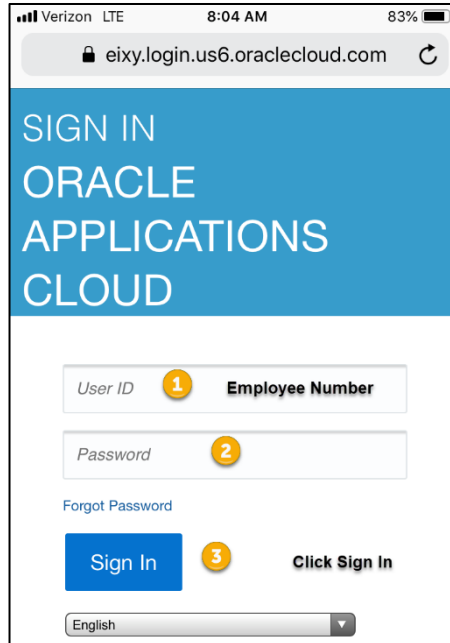 Verizon LTE 8:04 AM 83%
eixy.login.us6.oraclecloud.com
SIGN IN
ORACLE
APPLICATIONS
CLOUD
User ID 1 Employee Number
Password 2
Forgot Password
Sign In 3 Click Sign In
English